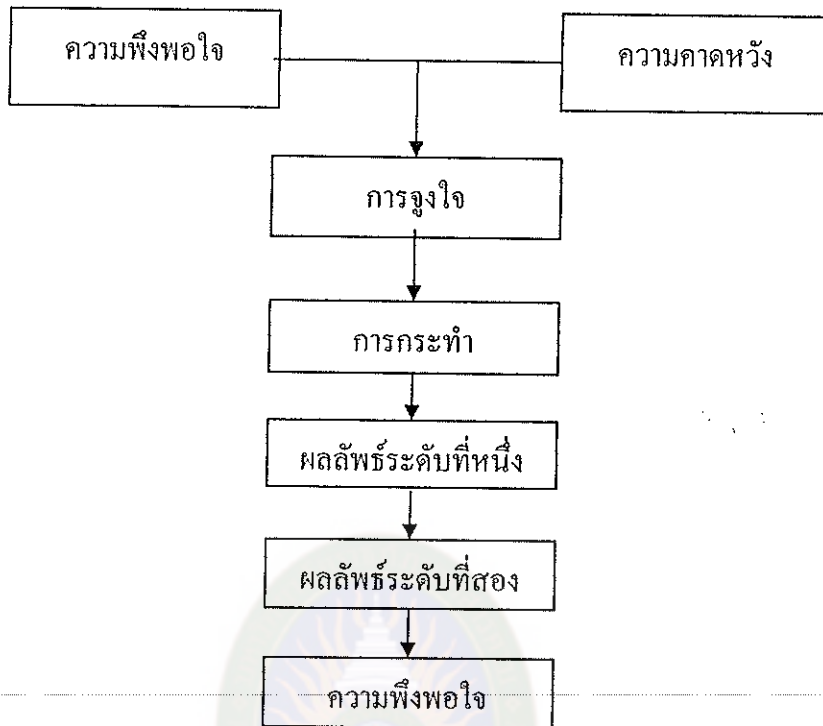 ความพึงพอใจ
ความคาดหวัง
การจูงใจ
การกระทำ
ผลลัพธ์ระดับที่หนึ่ง
ผลลัพธ์ระดับที่สอง
ความพึงพอใจ